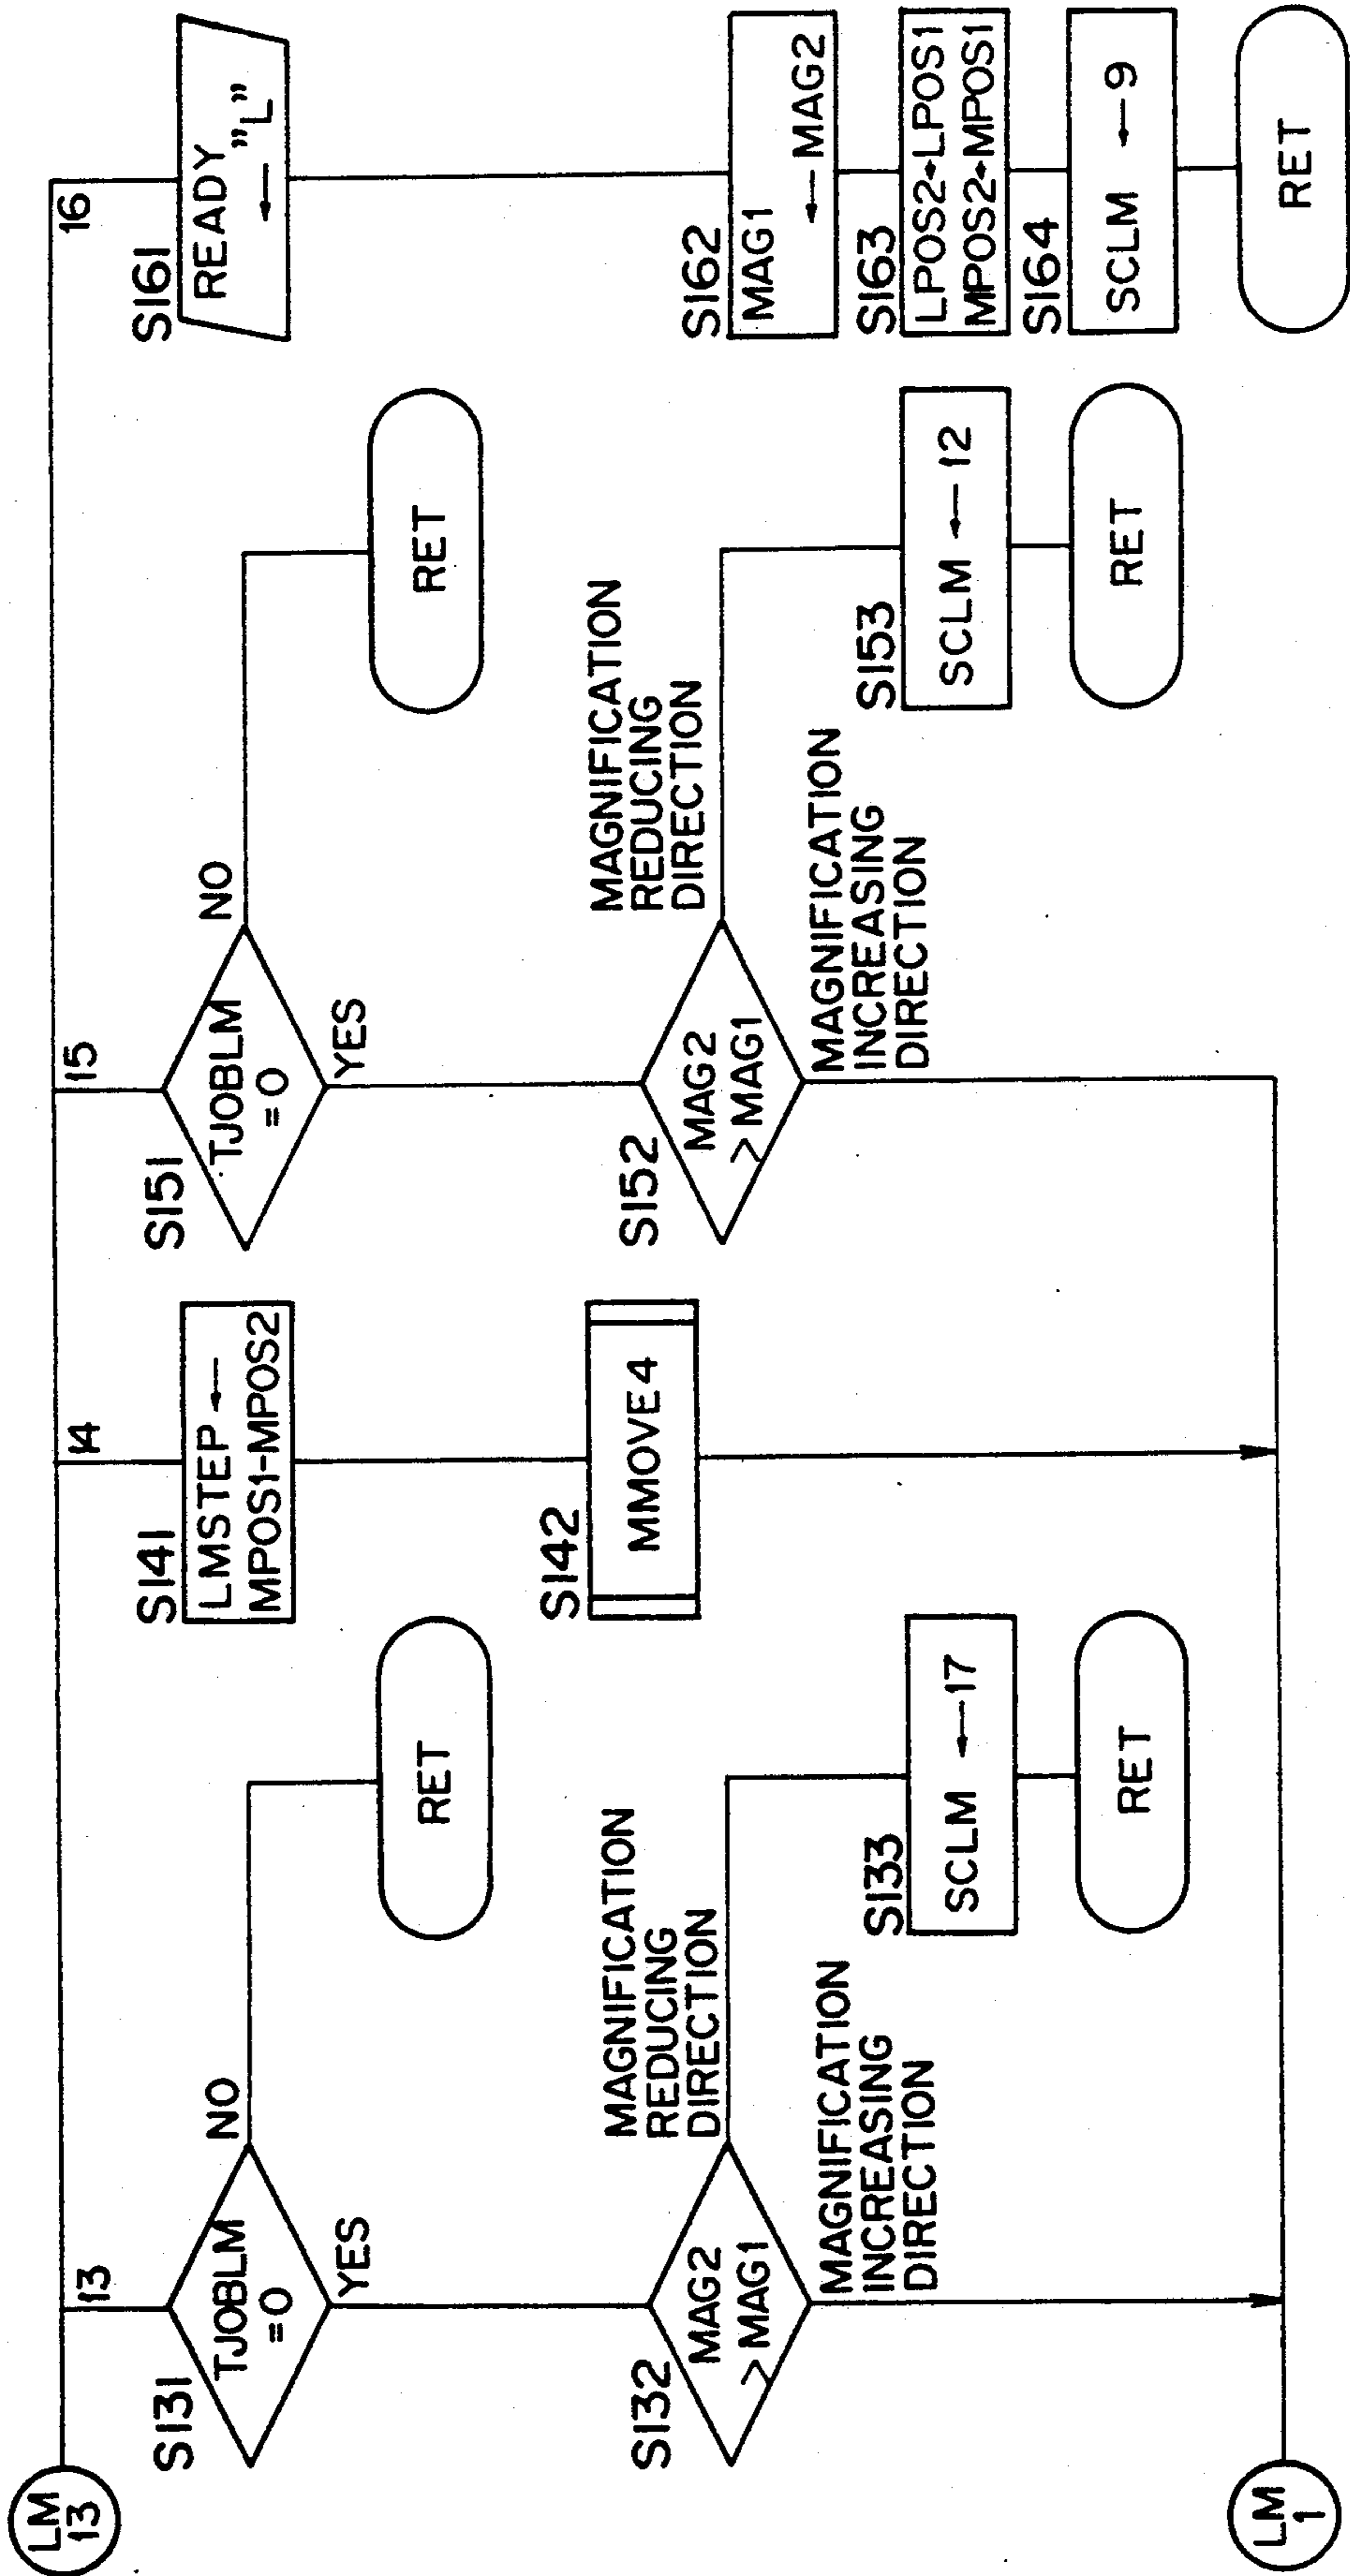 LM
13
13
S131
TJOBLM
=0
NO
YES
RET
S132
MAG2
>MAG1
MAGNIFICATION
REDUCING
DIRECTION
MAGNIFICATION
INCREASING
DIRECTION
S133
SCLM ←17
RET
14
S141
LMSTEP ←
MPOS1-MPOS2
S142
MMOVE4
15
S151
TJOBLM
=0
NO
YES
RET
S152
MAG2
>MAG1
MAGNIFICATION
REDUCING
DIRECTION
MAGNIFICATION
INCREASING
DIRECTION
S153
SCLM ←12
RET
16
S161
READY
← "L"
S162
MAG1
← MAG2
S163
LPOS2←LPOS1
MPOS2←MPOS1
S164
SCLM ←9
RET
LM
1